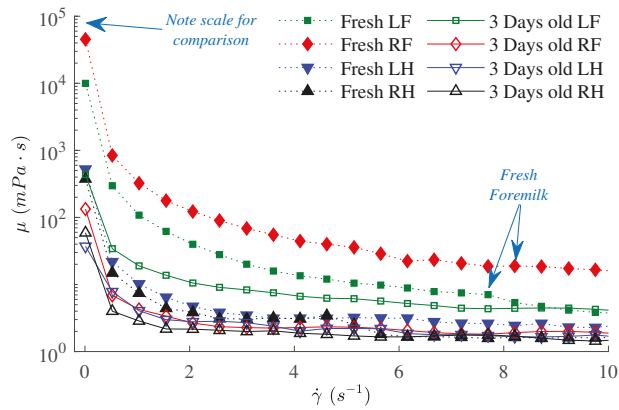 Note scale for
comparison
Fresh LF
Fresh RF
Fresh LH
Fresh RH
3 Days old LF
3 Days old RF
3 Days old LH
3 Days old RH
Fresh
Foremilk
μ (mPa · s)
10^5
10^4
10^3
10^2
10^1
10^0
0
2
4
6
8
10
γ̇ (s^{-1})